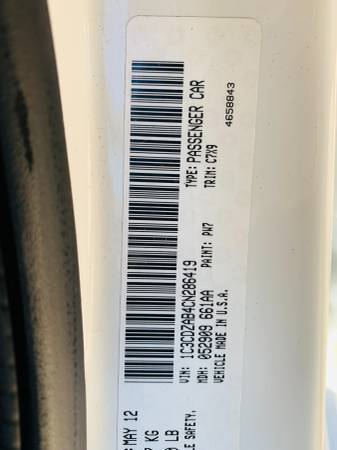 MAY 12
KG
LB
LE SAFETY,
VIN: 1C3CDZAB4CN286419
TYPE: PASSENGER CAR
MDH: 052909 661AA
PAINT: PW7
TRIM: C7X9
VEHICLE MADE IN U.S.A.
4658843